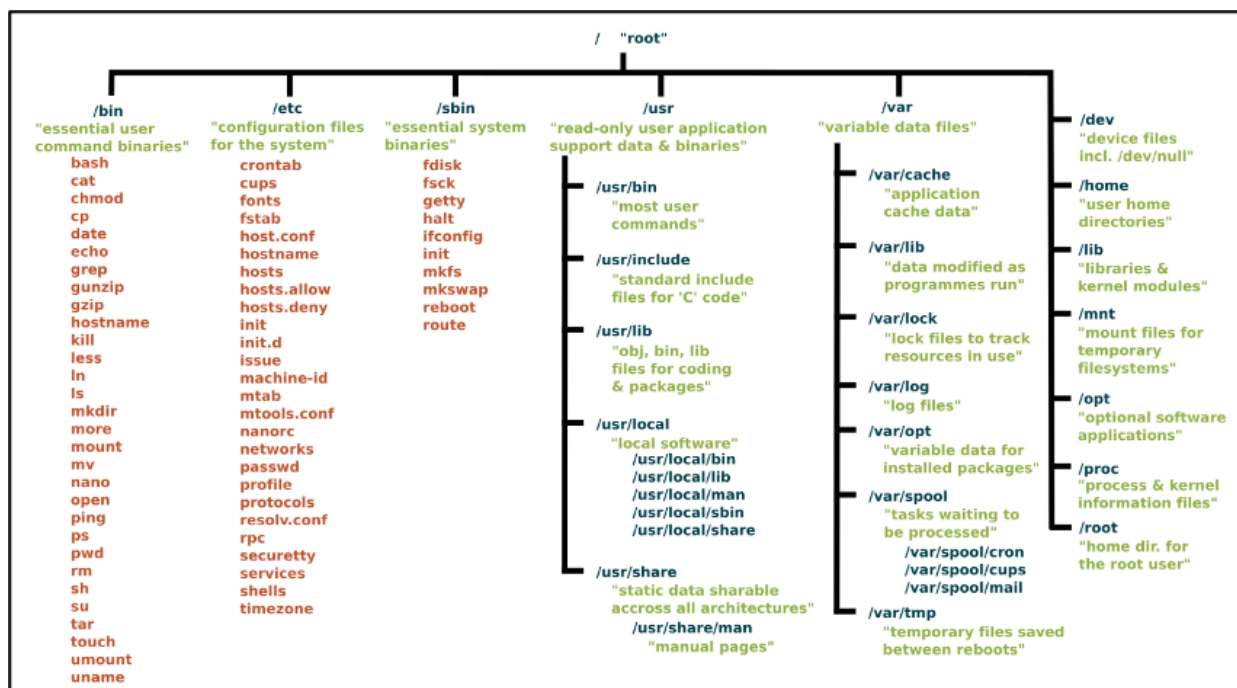 / "root"
/bin
"essential user
command binaries"
bash
cat
chmod
cp
date
echo
grep
gunzip
gzip
hostname
kill
less
ln
ls
mkdir
more
mount
mv
nano
open
ping
ps
pwd
rm
sh
su
tar
touch
umount
uname
/etc
"configuration files
for the system"
crontab
cups
fonts
fstab
host.conf
hostname
hosts
hosts.allow
hosts.deny
init
init.d
issue
machine-id
mtab
mtools.conf
nanorc
networks
passwd
profile
protocols
resolv.conf
rpc
securetty
services
shells
timezone
/sbin
"essential system
binaries"
fdisk
fsck
getty
halt
ifconfig
init
mkfs
mkswap
reboot
route
/usr
"read-only user application
support data & binaries"
/usr/bin
"most user
commands"
/usr/include
"standard include
files for 'C' code"
/usr/lib
"obj, bin, lib
files for coding
& packages"
/usr/local
"local software"
/usr/local/bin
/usr/local/lib
/usr/local/man
/usr/local/sbin
/usr/local/share
/usr/share
"static data sharable
accross all architectures"
/usr/share/man
"manual pages"
/var
"variable data files"
/var/cache
"application
cache data"
/var/lib
"data modified as
programmes run"
/var/lock
"lock files to track
resources in use"
/var/log
"log files"
/var/opt
"variable data for
installed packages"
/var/spool
"tasks waiting to
be processed"
/var/spool/cron
/var/spool/cups
/var/spool/mail
/var/tmp
"temporary files saved
between reboots"
/dev
"device files
incl. /dev/null"
/home
"user home
directories"
/lib
"libraries &
kernel modules"
/mnt
"mount files for
temporary
filesystems"
/opt
"optional software
applications"
/proc
"process & kernel
information files"
/root
"home dir. for
the root user"